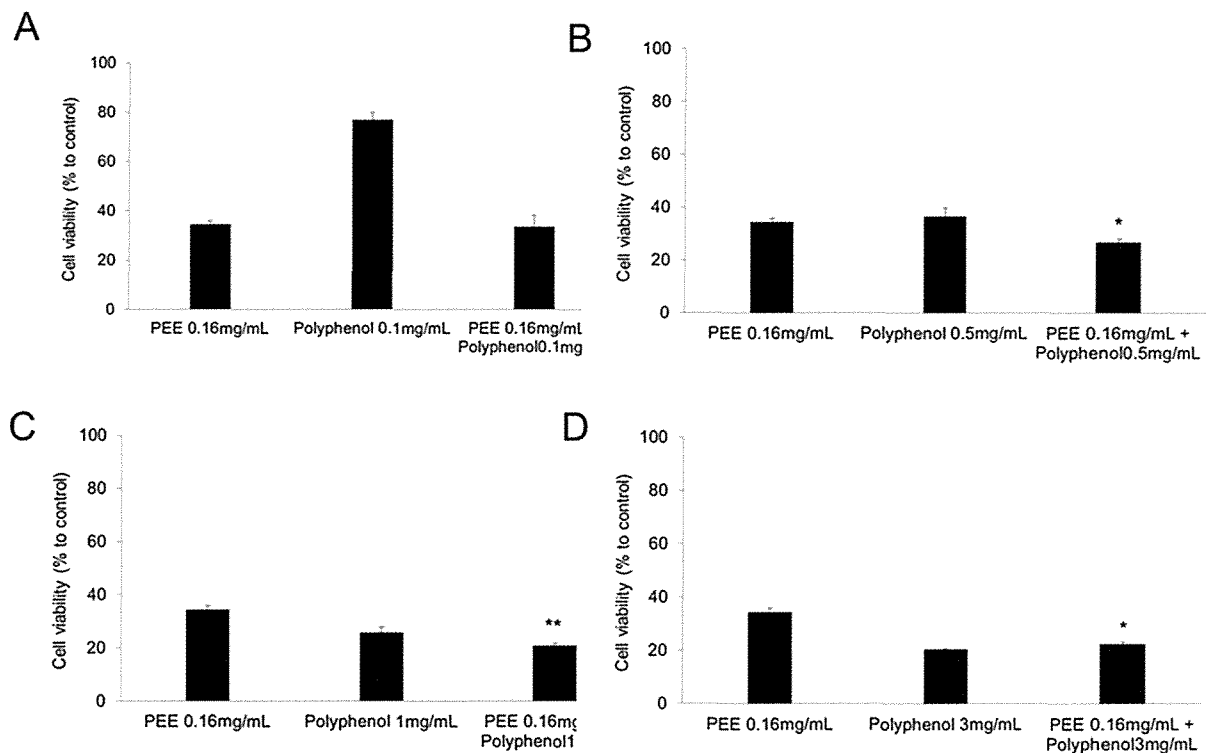 A
Cell viability (% to control)
100
80
60
40
20
0
PEE 0.16mg/mL
Polyphenol 0.1mg/mL
PEE 0.16mg/mL
Polyphenol0.1mg
B
Cell viability (% to control)
100
80
60
40
20
0
*
PEE 0.16mg/mL
Polyphenol 0.5mg/mL
PEE 0.16mg/mL +
Polyphenol0.5mg/mL
C
Cell viability (% to control)
100
80
60
40
20
0
**
PEE 0.16mg/mL
Polyphenol 1mg/mL
PEE 0.16mg
Polyphenol1
D
Cell viability (% to control)
100
80
60
40
20
0
*
PEE 0.16mg/mL
Polyphenol 3mg/mL
PEE 0.16mg/mL +
Polyphenol3mg/mL